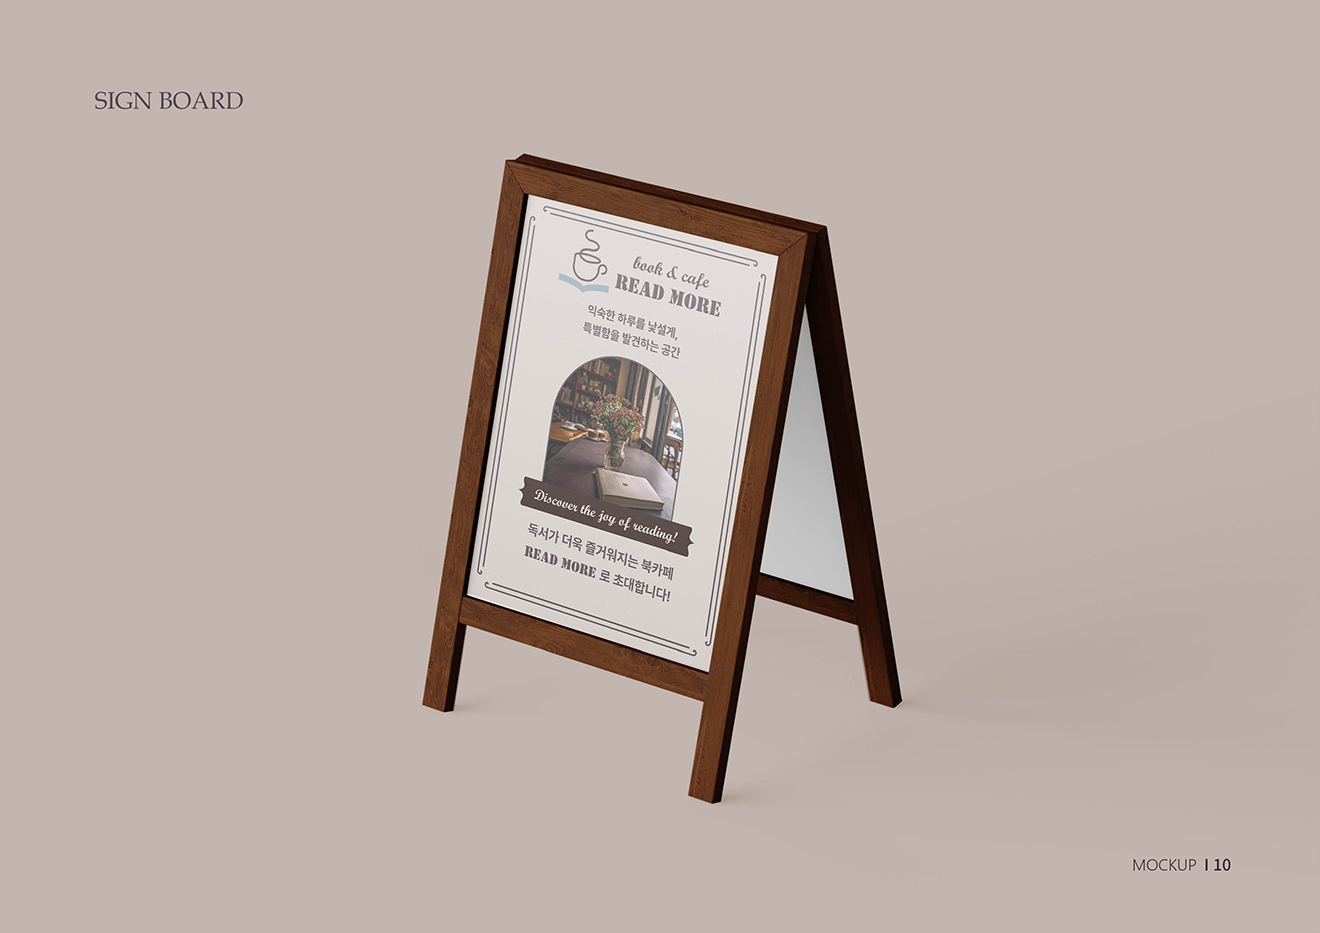 SIGN BOARD
book & cafe
READ MORE
익숙한 하루를 낯설게,
특별함을 발견하는 공간
Discover the joy of reading!
독서가 더욱 즐거워지는 북카페
READ MORE 로 초대합니다!
MOCKUP | 10